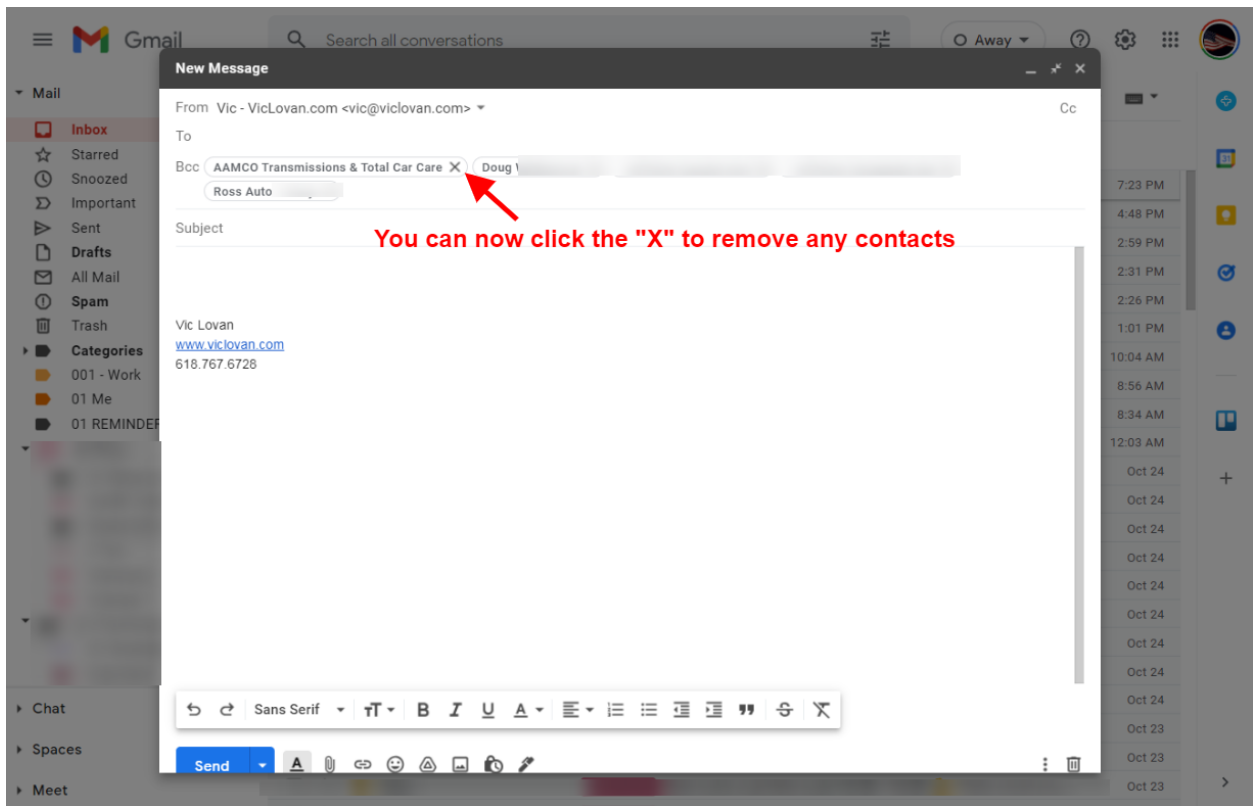 Gmail
Search all conversations
Away
New Message
Mail
From Vic - VicLovan.com <vic@viclovan.com>
Cc
To
Inbox
Bcc AAMCO Transmissions & Total Car Care Doug
Starred
Snoozed
Ross Auto
7:23 PM
Important
4:48 PM
Sent
Subject
You can now click the "X" to remove any contacts
2:59 PM
Drafts
2:31 PM
All Mail
Spam
2:26 PM
Trash
Vic Lovan
1:01 PM
www.viclovan.com
Categories
10:04 AM
618.767.6728
001 - Work
8:56 AM
01 Me
8:34 AM
01 REMINDER
12:03 AM
Oct 24
Oct 24
Oct 24
Oct 24
Oct 24
Oct 24
Oct 24
Oct 24
Oct 24
Chat
Sans Serif
Oct 23
Spaces
Oct 23
Send
Oct 23
Meet
31